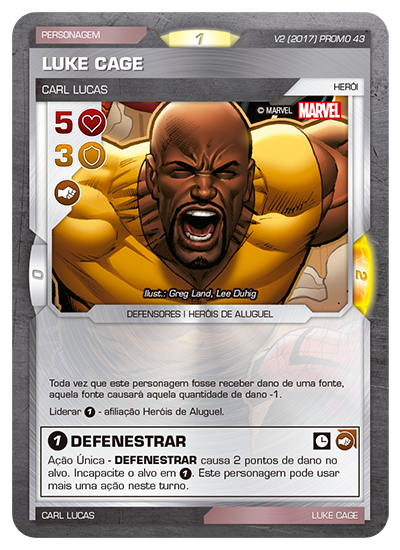 PERSONAGEM
1
V2 (2017) PROMO 43
LUKE CAGE
CARL LUCAS
HERÓI
© MARVEL MARVEL
5
3
0
2
Ilust.: Greg Land, Lee Duhig
DEFENSORES | HERÓIS DE ALUGUEL
Toda vez que este personagem fosse receber dano de uma fonte,
aquela fonte causará aquela quantidade de dano -1.
Liderar 1 - afiliação Heróis de Aluguel.
1 DEFENESTRAR
Ação Única - DEFENESTRAR causa 2 pontos de dano no
alvo. Incapacite o alvo em 1. Este personagem pode usar
mais uma ação neste turno.
CARL LUCAS
LUKE CAGE